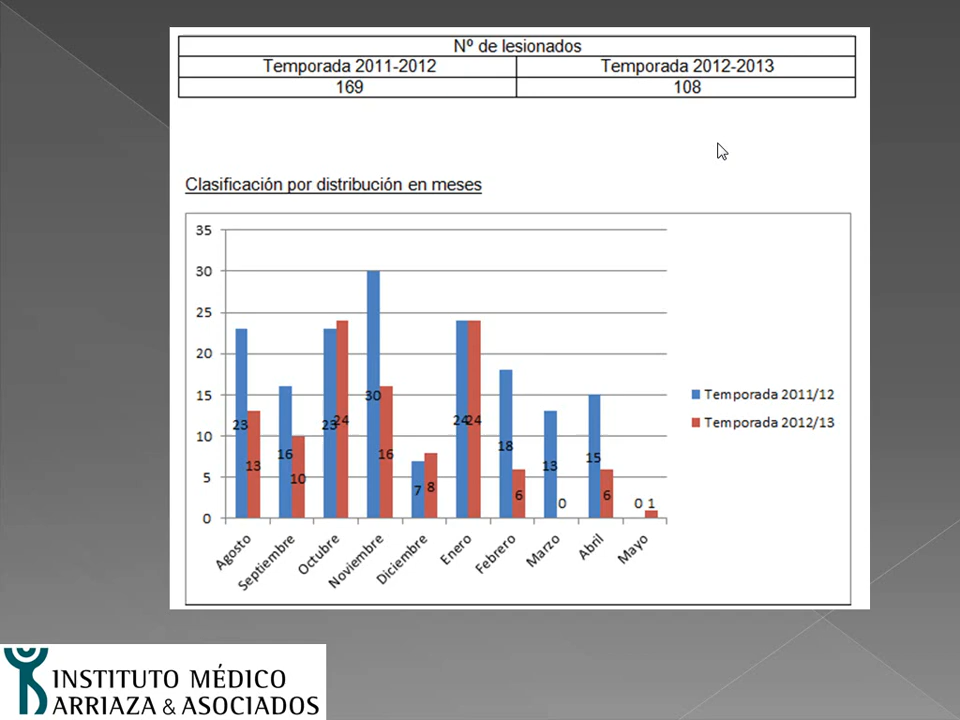 Nº de lesionados
Temporada 2011-2012 Temporada 2012-2013
169 108
Clasificación por distribución en meses
35
30
25
20
15
10
5
0
23 13 16 10 23 24 30 16 7 8 24 24 18 6 13 0 15 6 0 1
Agosto Septiembre Octubre Noviembre Diciembre Enero Febrero Marzo Abril Mayo
Temporada 2011/12
Temporada 2012/13
INSTITUTO MÉDICO
ARRIAZA & ASOCIADOS